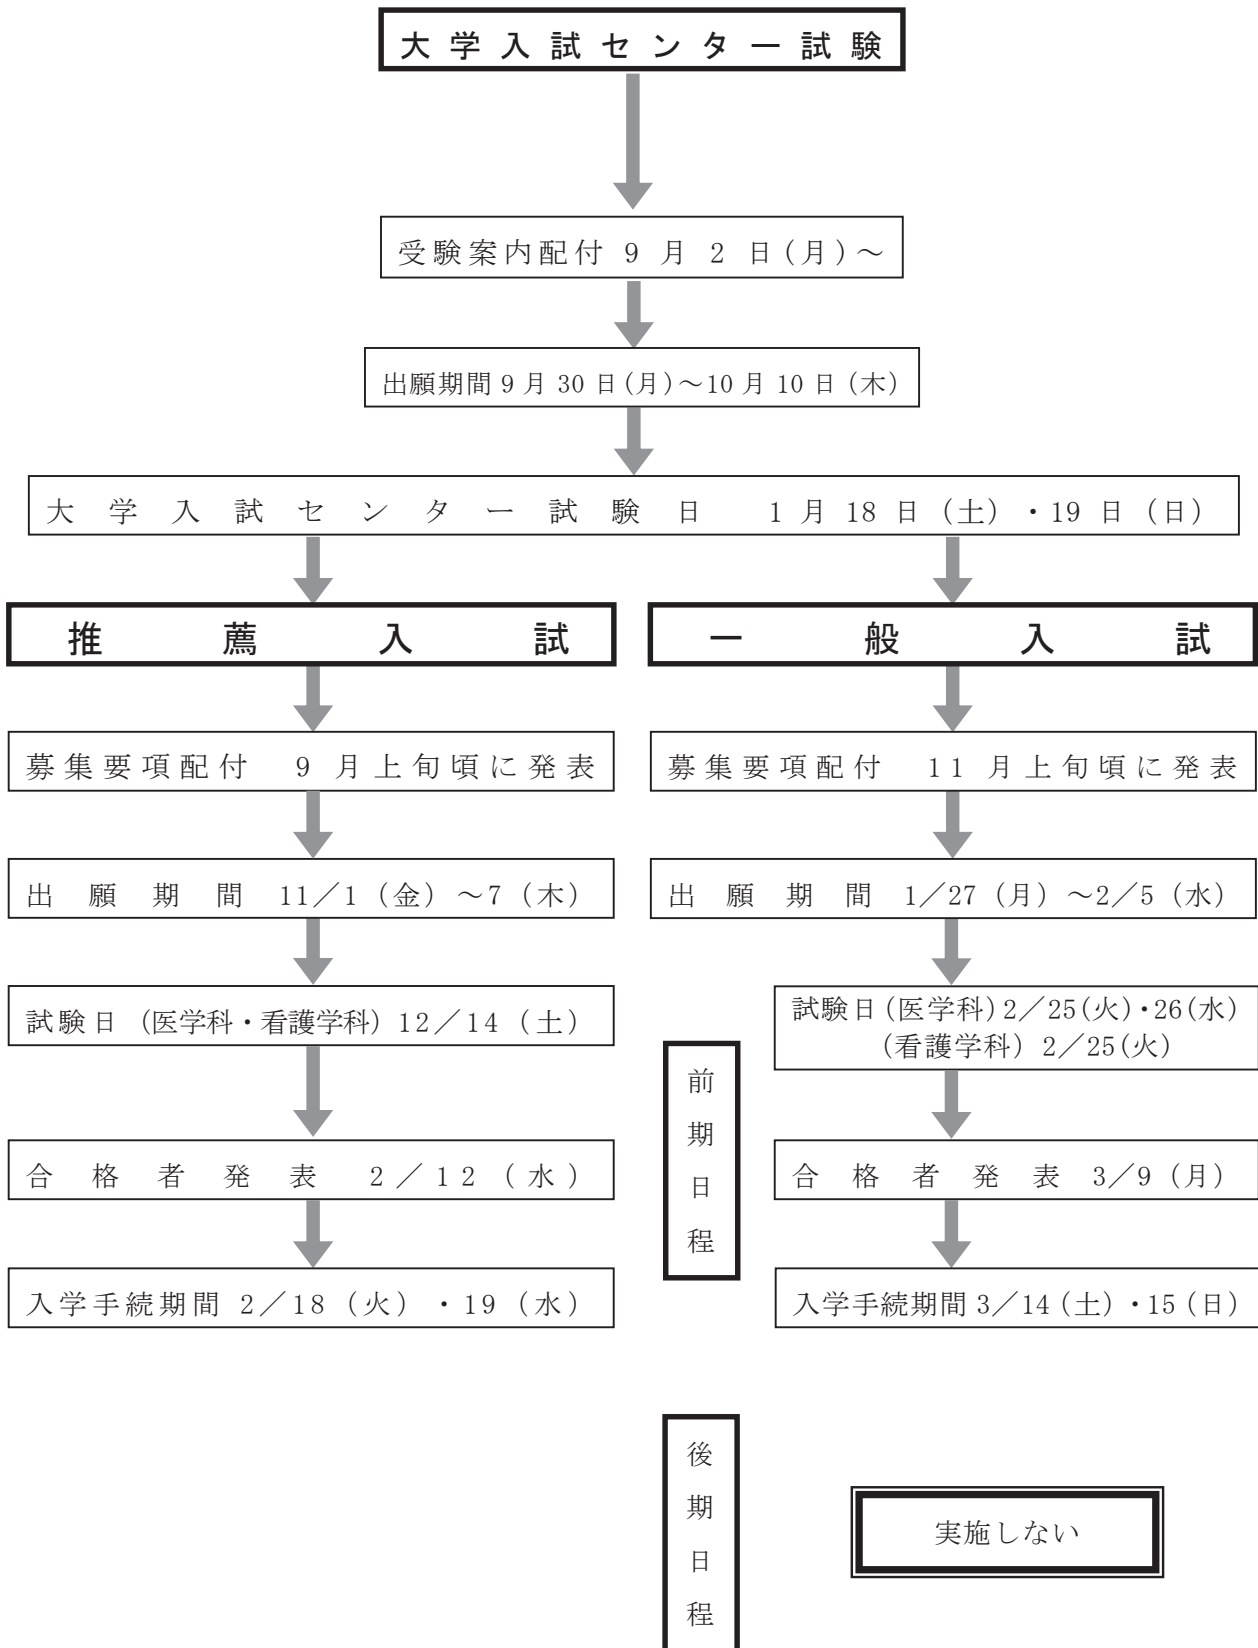 大学入試センター試験
受験案内配付 9 月 2 日(月)～
出願期間 9 月 30 日(月)～10 月 10 日(木)
大学入試センター試験日 1 月 18 日(土)・19 日(日)
推薦入試
募集要項配付 9 月上旬頃に発表
出願期間 11／1(金)～7(木)
試験日 (医学科・看護学科) 12／14(土)
合格者発表 2／12(水)
入学手続期間 2／18(火)・19(水)
一般入試
募集要項配付 11 月上旬頃に発表
出願期間 1／27(月)～2／5(水)
前期日程
試験日(医学科) 2／25(火)・26(水)
(看護学科) 2／25(火)
合格者発表 3／9(月)
入学手続期間 3／14(土)・15(日)
後期日程
実施しない